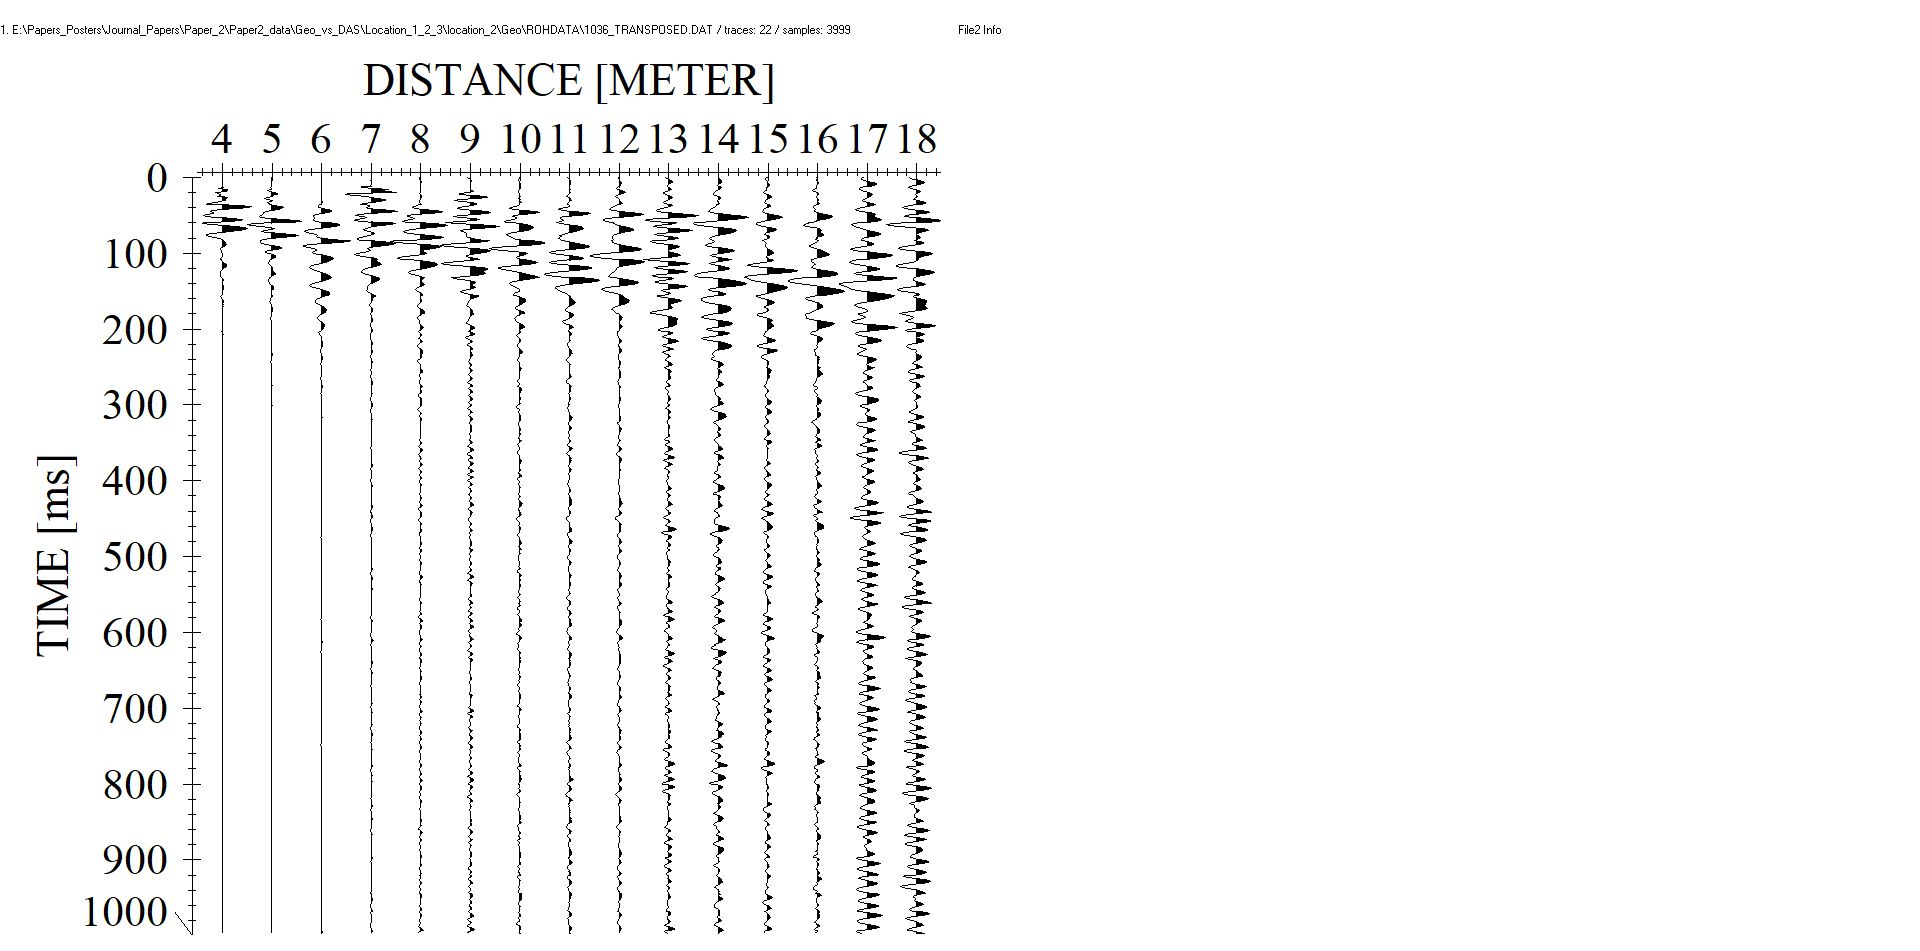 1. E:\Papers_Posters\Journal_Papers\Paper_2\Paper2_data\Geo_vs_DAS\Location_1_2_3\location_2\Geo\ROHDATA\1036_TRANSPOSED.DAT / traces: 22 / samples: 3999 File2 Info
DISTANCE [METER]
4 5 6 7 8 9 10 11 12 13 14 15 16 17 18
0
100
200
300
400
500
600
700
800
900
1000
TIME [ms]